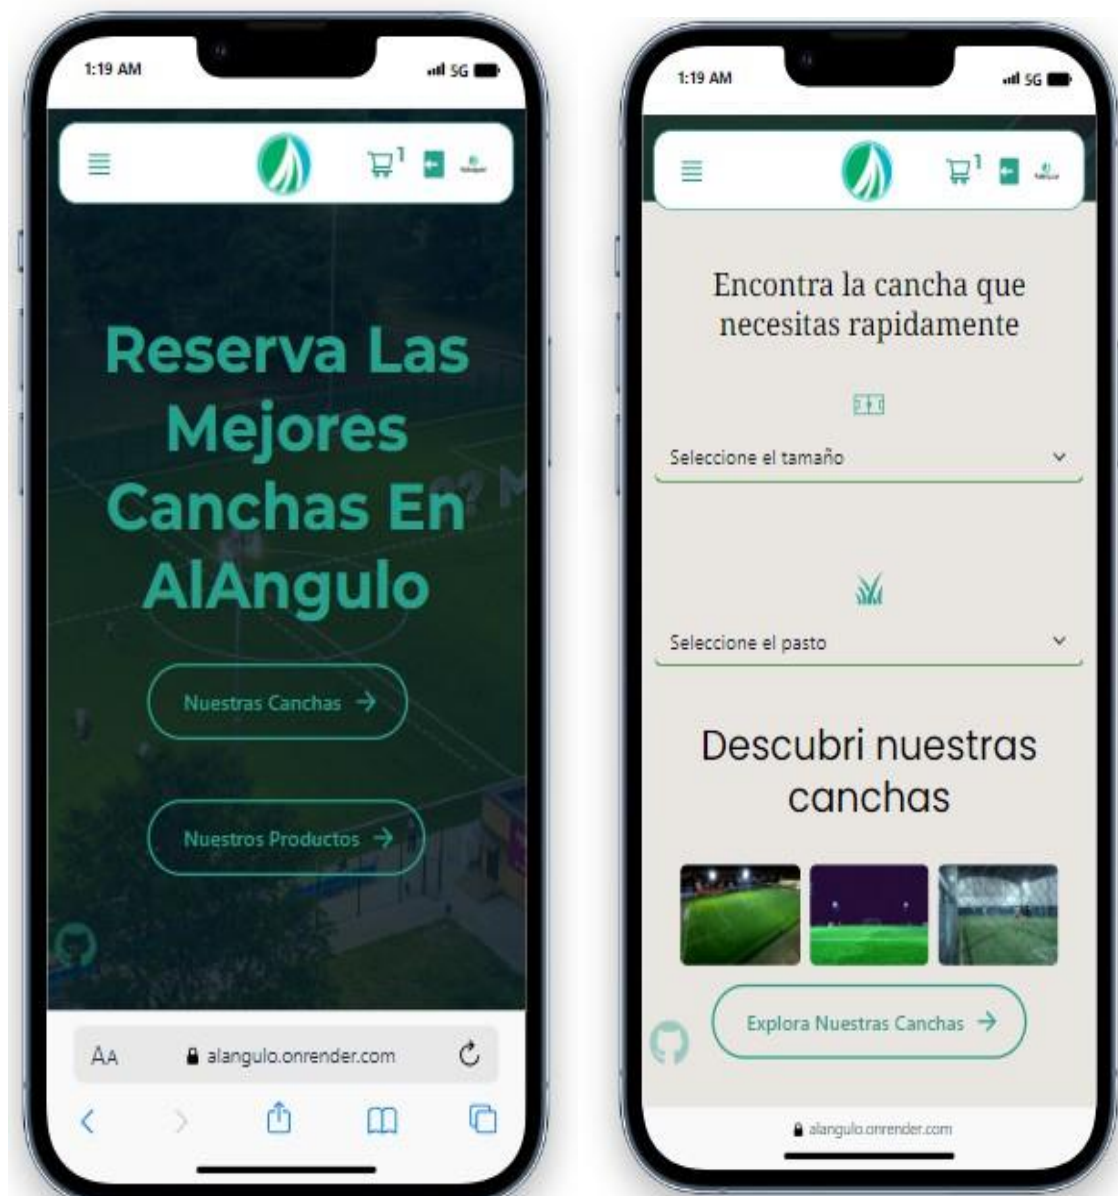 1:19 AM
5G
1
Reserva Las
Mejores
Canchas En
AlAngulo
Nuestras Canchas
Nuestros Productos
AA
alangulo.onrender.com
1:19 AM
5G
1
Encontra la cancha que
necesitas rapidamente
Seleccione el tamaño
Seleccione el pasto
Descubri nuestras
canchas
Explora Nuestras Canchas
alangulo.onrender.com